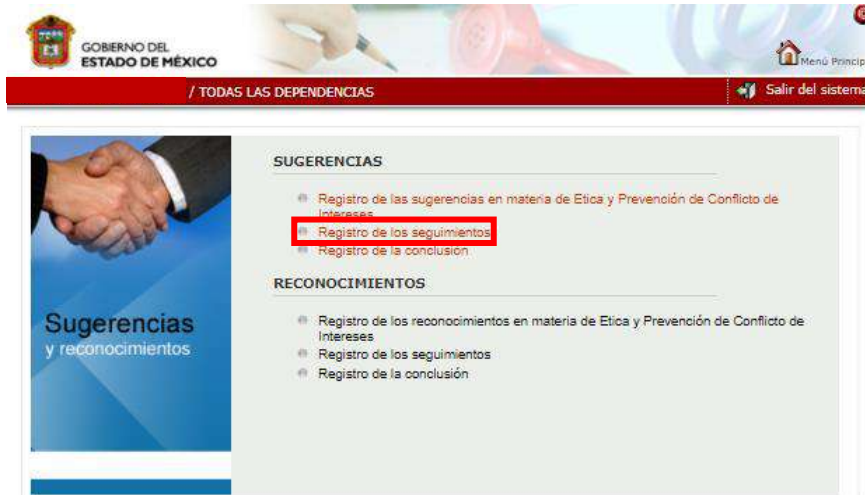 GOBIERNO DEL
ESTADO DE MÉXICO
Menú Princip
/ TODAS LAS DEPENDENCIAS
Salir del sistema
SUGERENCIAS
Registro de las sugerencias en materia de Etica y Prevención de Conflicto de
Intereses
Registro de los seguimientos
Registro de la conclusión
RECONOCIMIENTOS
Registro de los reconocimientos en materia de Etica y Prevención de Conflicto de
Intereses
Registro de los seguimientos
Registro de la conclusión
Sugerencias
y reconocimientos